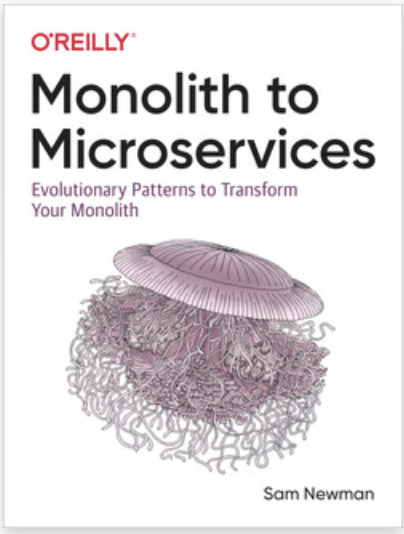 O'REILLY®
Monolith to
Microservices
Evolutionary Patterns to Transform
Your Monolith
Sam Newman